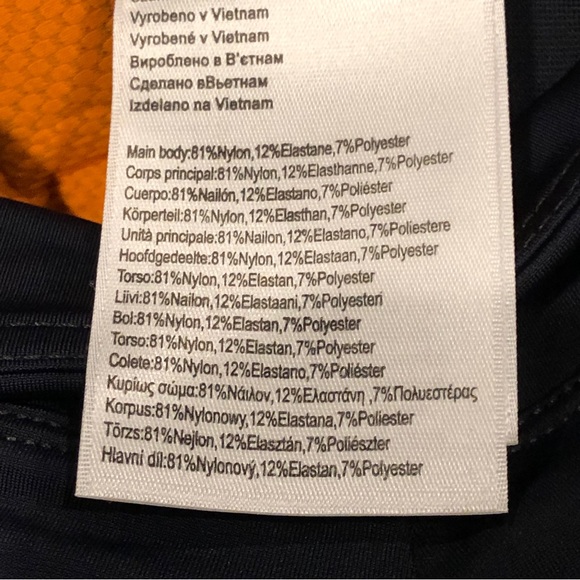 Vyrobeno v Vietnam
Vyrobené v Vietnam
Вироблено в В'єтнам
Сделано вВьетнам
Izdelano na Vietnam
Main body:81%Nylon,12%Elastane,7%Polyester
Corps principal:81%Nylon,12%Elasthanne,7%Polyester
Cuerpo:81%Nailón,12%Elastano,7%Poliéster
Körperteil:81%Nylon,12%Elasthan,7%Polyester
Unità principale:81%Nailon,12%Elastano,7%Poliestere
Hoofdgedeelte:81%Nylon,12%Elastaan,7%Polyester
Torso:81%Nylon,12%Elastan,7%Polyester
Liivi:81%Nailon,12%Elastaani,7%Polyesteri
Bol:81%Nylon,12%Elastan,7%Polyester
Torso:81%Nylon,12%Elastan,7%Polyester
Colete:81%Nylon,12%Elastano,7%Poliéster
Κυρίως σώμα:81%Νάιλον,12%Ελαστάνη ,7%Πολυεστέρας
Korpus:81%Nylonowy,12%Elastana,7%Poliester
Törzs:81%Nejlon,12%Elasztán,7%Poliészter
Hlavní díl:81%Nylonový,12%Elastan,7%Polyester